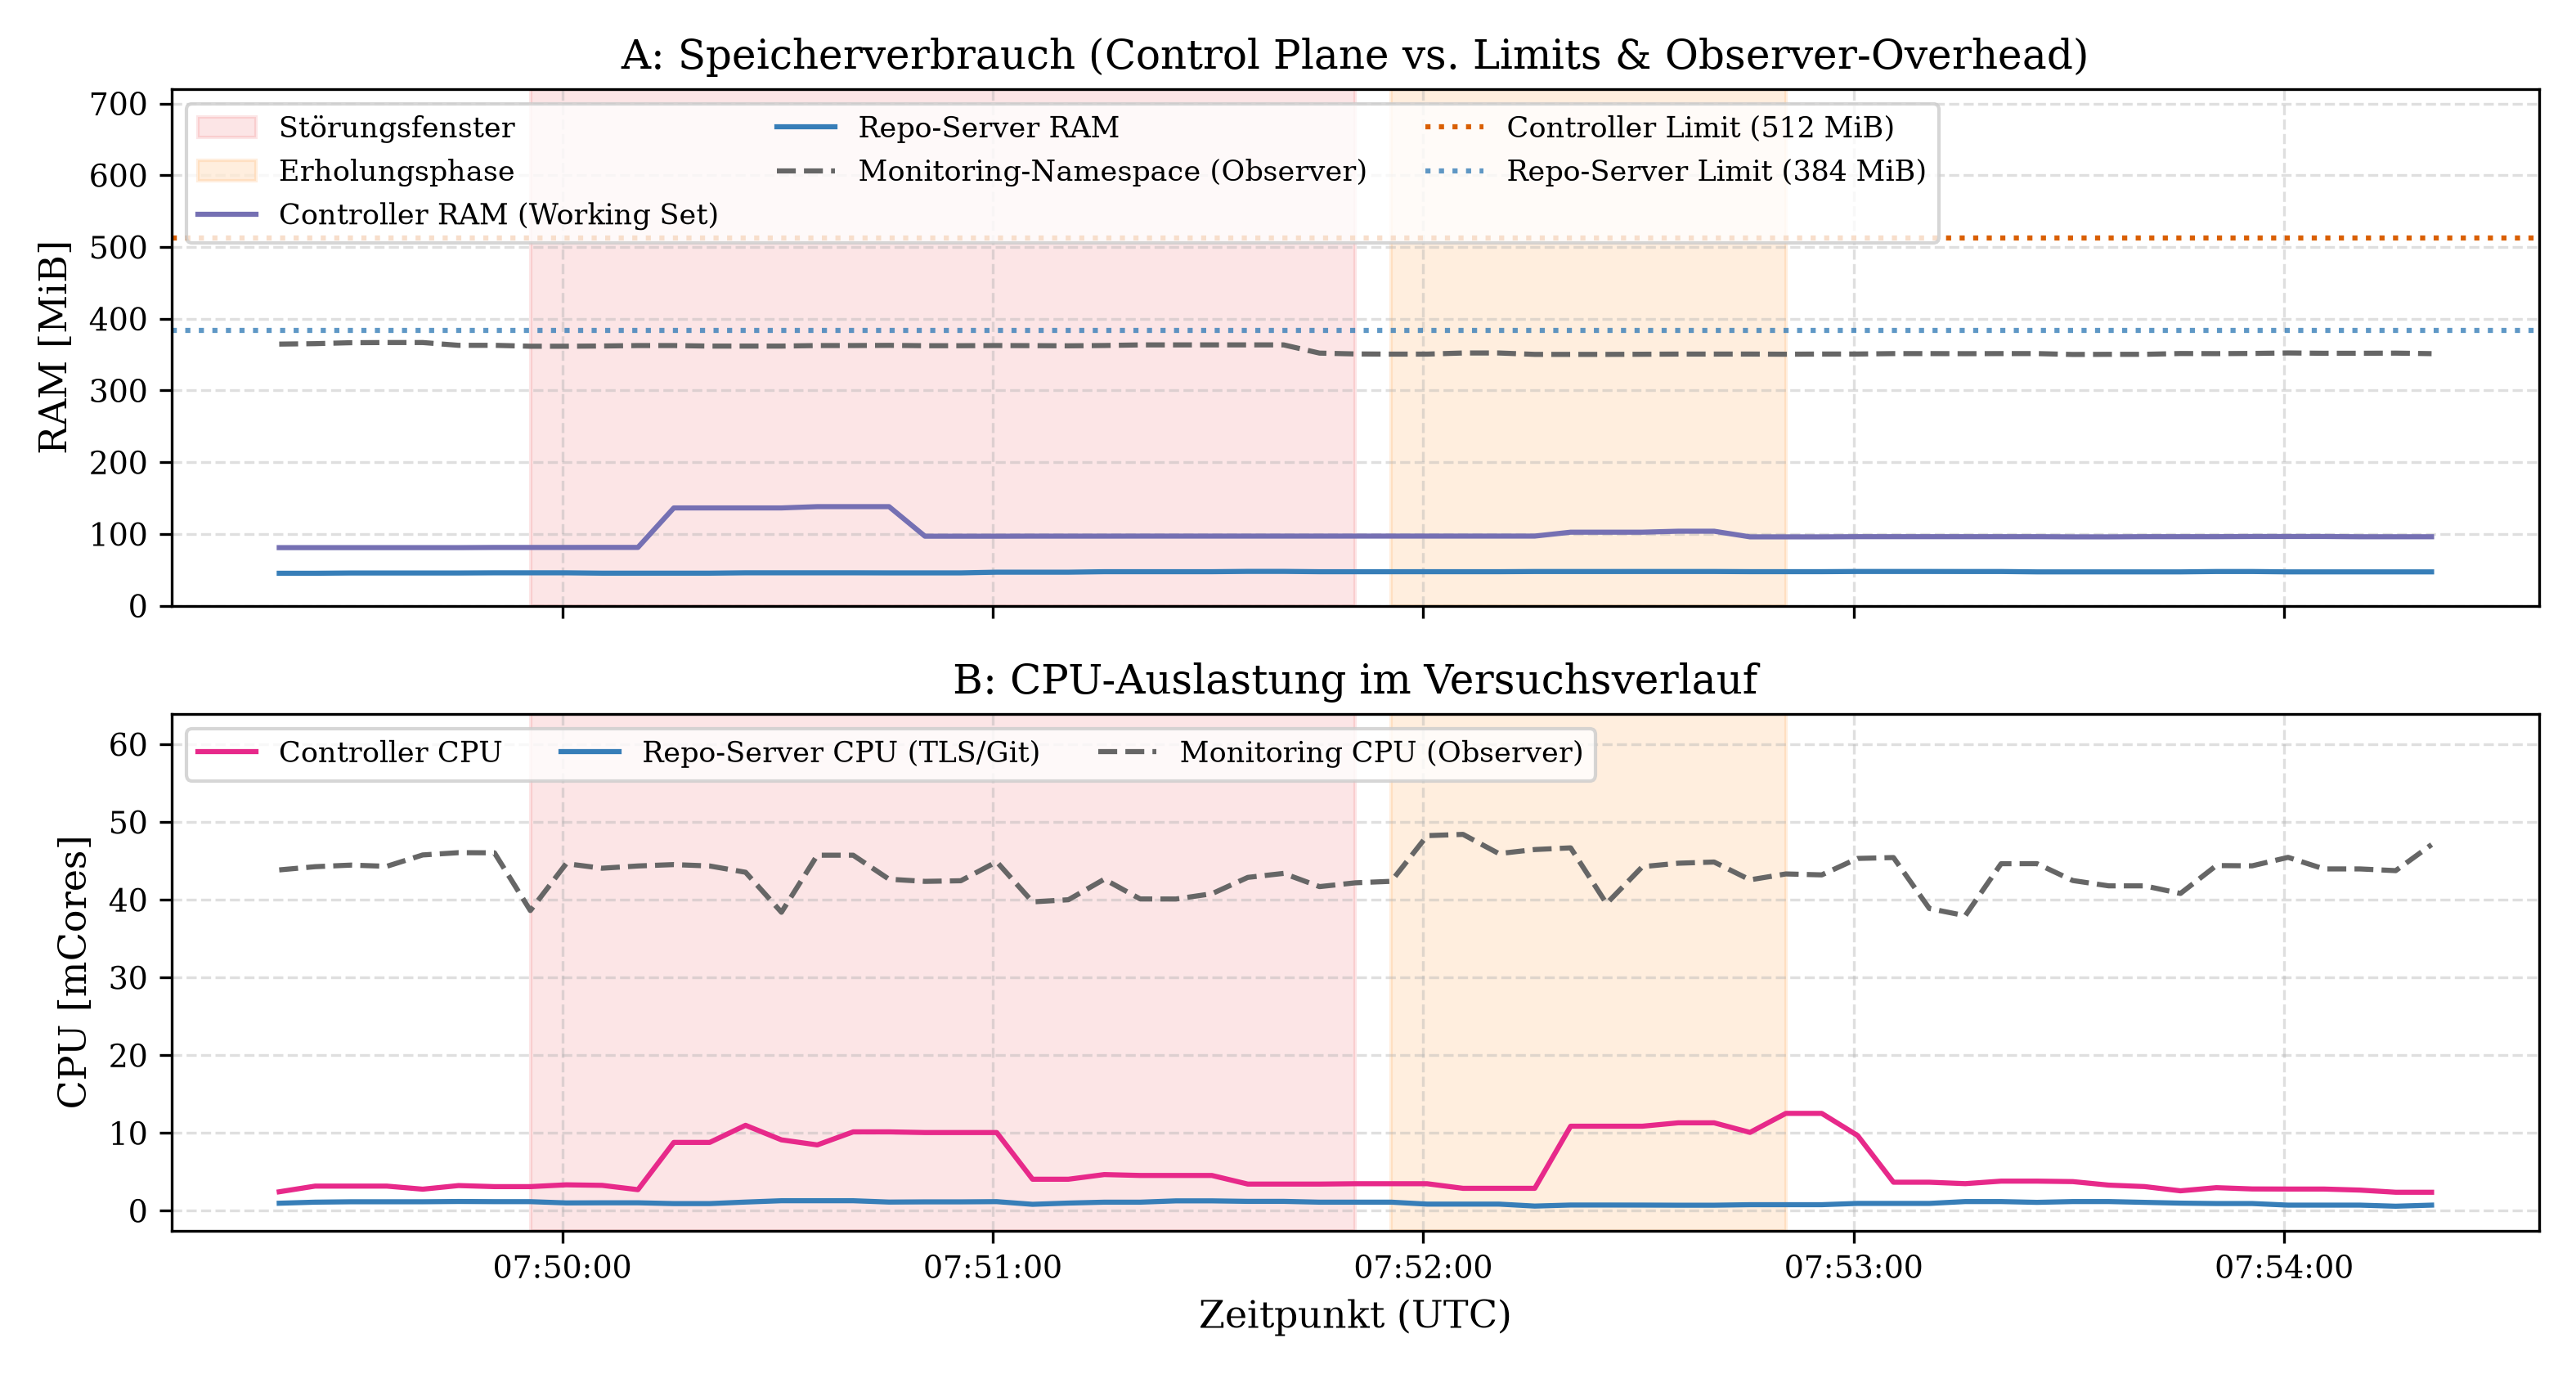 A: Speicherverbrauch (Control Plane vs. Limits & Observer-Overhead)
Störungsfenster
Erholungsphase
Controller RAM (Working Set)
Repo-Server RAM
Monitoring-Namespace (Observer)
Controller Limit (512 MiB)
Repo-Server Limit (384 MiB)
RAM [MiB]
700
600
500
400
300
200
100
0
B: CPU-Auslastung im Versuchsverlauf
Controller CPU
Repo-Server CPU (TLS/Git)
Monitoring CPU (Observer)
CPU [mCores]
60
50
40
30
20
10
0
07:50:00
07:51:00
07:52:00
07:53:00
07:54:00
Zeitpunkt (UTC)